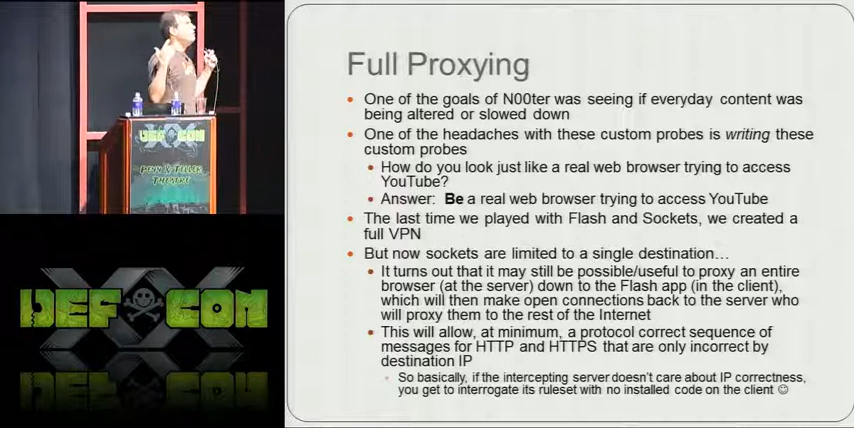 DEF CON
PENN & TELLER
THEATRE
DEF CON
XX
Full Proxying
• One of the goals of N00ter was seeing if everyday content was
being altered or slowed down
• One of the headaches with these custom probes is writing these
custom probes
• How do you look just like a real web browser trying to access
YouTube?
• Answer: Be a real web browser trying to access YouTube
• The last time we played with Flash and Sockets, we created a
full VPN
• But now sockets are limited to a single destination…
• It turns out that it may still be possible/useful to proxy an entire
browser (at the server) down to the Flash app (in the client),
which will then make open connections back to the server who
will proxy them to the rest of the Internet
• This will allow, at minimum, a protocol correct sequence of
messages for HTTP and HTTPS that are only incorrect by
destination IP
• So basically, if the intercepting server doesn't care about IP correctness,
you get to interrogate its ruleset with no installed code on the client ☺